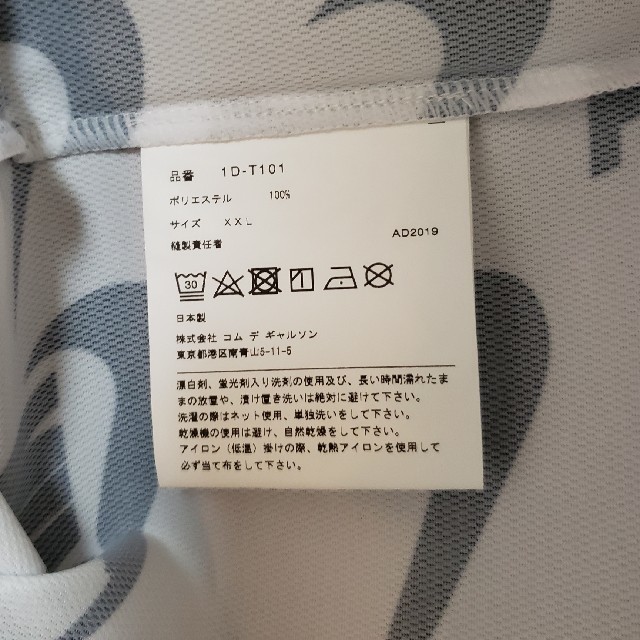 品番 1D-T101
ポリエステル 100%
サイズ XXL
縫製責任者 AD2019
30
日本製
株式会社 コム デ ギャルソン
東京都港区南青山5-11-5
漂白剤、蛍光剤入り洗剤の使用及び、長い時間濡れたま
まの放置や、漬け置き洗いは絶対に避けて下さい。
洗濯の際はネット使用、単独洗いをして下さい。
乾燥機の使用は避け、自然乾燥をして下さい。
アイロン（低温）掛けの際、乾熱アイロンを使用して
必ず当て布をして下さい。